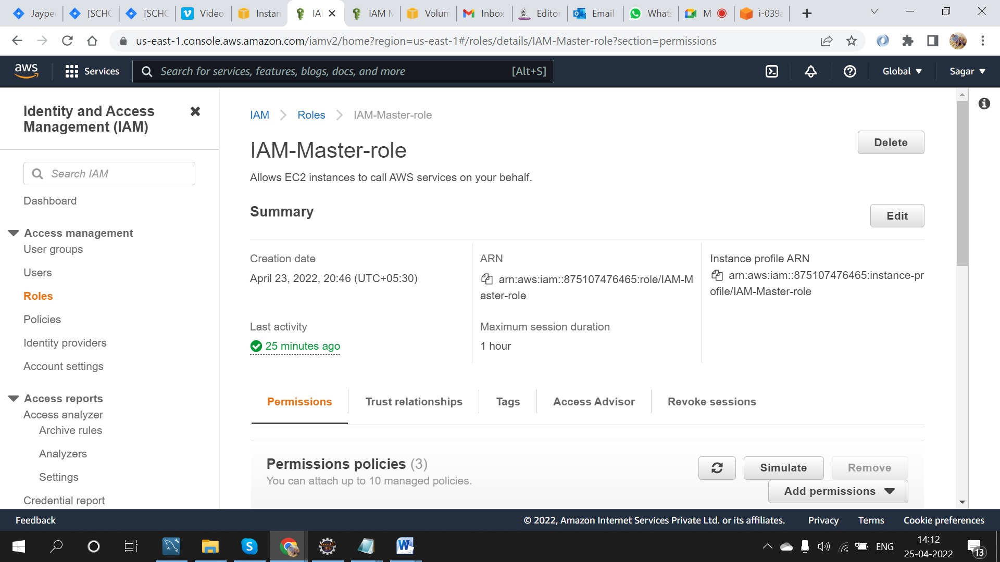 Jaype
[SCHO
[SCHO
Video
Instan
IA
IAM M
Volum
Inbox
Editor
Email
Whats
M
i-039a
us-east-1.console.aws.amazon.com/iamv2/home?region=us-east-1#/roles/details/IAM-Master-role?section=permissions
aws
Services
Search for services, features, blogs, docs, and more
[Alt+S]
Global
Sagar
Identity and Access
Management (IAM)
Search IAM
Dashboard
Access management
User groups
Users
Roles
Policies
Identity providers
Account settings
Access reports
Access analyzer
Archive rules
Analyzers
Settings
Credential report
IAM
Roles
IAM-Master-role
IAM-Master-role
Delete
Allows EC2 instances to call AWS services on your behalf.
Summary
Edit
Creation date
April 23, 2022, 20:46 (UTC+05:30)
ARN
arn:aws:iam::875107476465:role/IAM-M
aster-role
Instance profile ARN
arn:aws:iam::875107476465:instance-pr
ofile/IAM-Master-role
Last activity
25 minutes ago
Maximum session duration
1 hour
Permissions
Trust relationships
Tags
Access Advisor
Revoke sessions
Permissions policies (3)
You can attach up to 10 managed policies.
Simulate
Remove
Add permissions
Feedback
© 2022, Amazon Internet Services Private Ltd. or its affiliates.
Privacy
Terms
Cookie preferences
ENG
14:12
25-04-2022
13